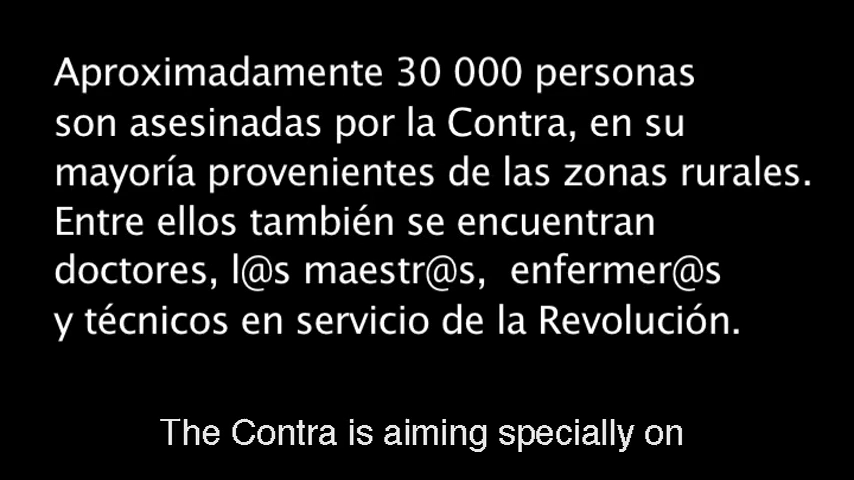 Aproximadamente 30 000 personas
son asesinadas por la Contra, en su
mayoría provenientes de las zonas rurales.
Entre ellos también se encuentran
doctores, l@s maestr@s,  enfermer@s
y técnicos en servicio de la Revolución.
The Contra is aiming specially on